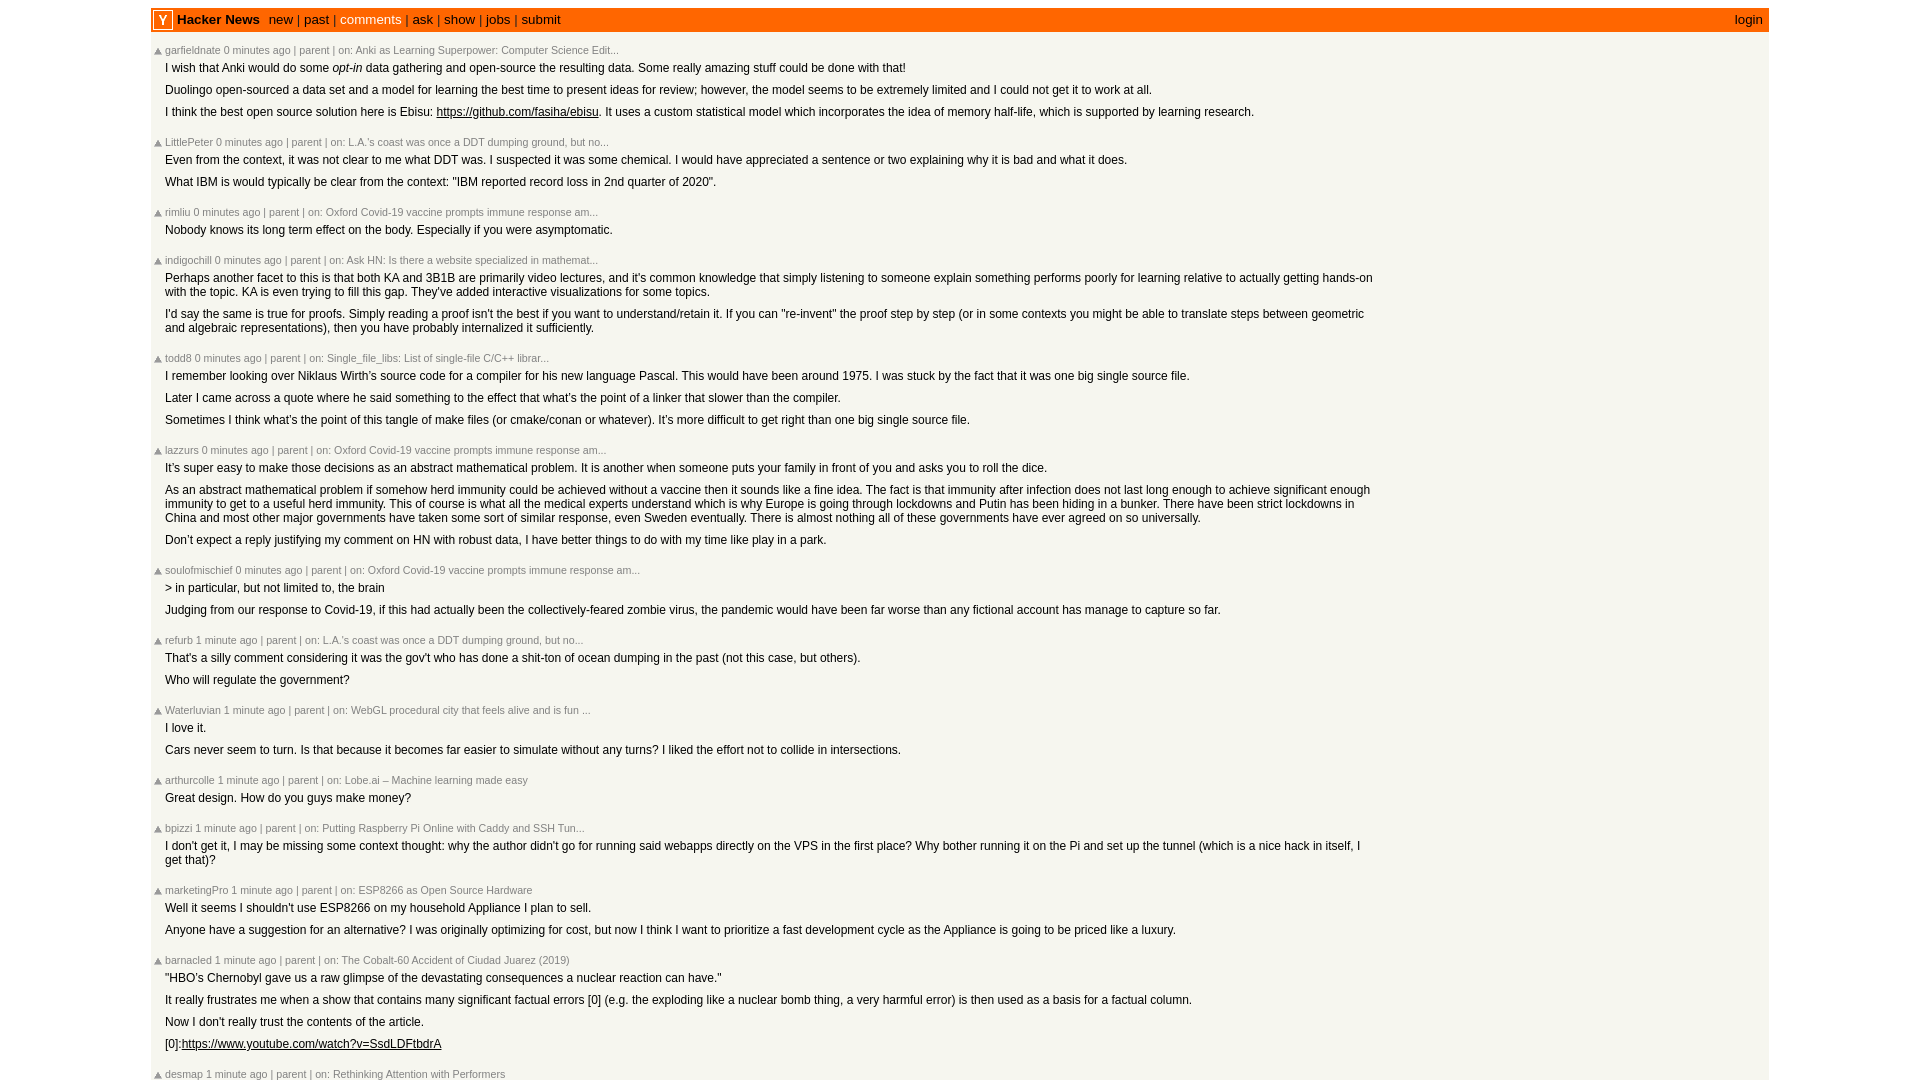 Y Hacker News new | past | comments | ask | show | jobs | submit login
garfieldnate 0 minutes ago | parent | on: Anki as Learning Superpower: Computer Science Edit...
I wish that Anki would do some opt-in data gathering and open-source the resulting data. Some really amazing stuff could be done with that!
Duolingo open-sourced a data set and a model for learning the best time to present ideas for review; however, the model seems to be extremely limited and I could not get it to work at all.
I think the best open source solution here is Ebisu: https://github.com/fasiha/ebisu. It uses a custom statistical model which incorporates the idea of memory half-life, which is supported by learning research.
LittlePeter 0 minutes ago | parent | on: L.A.'s coast was once a DDT dumping ground, but no...
Even from the context, it was not clear to me what DDT was. I suspected it was some chemical. I would have appreciated a sentence or two explaining why it is bad and what it does.
What IBM is would typically be clear from the context: "IBM reported record loss in 2nd quarter of 2020".
rimliu 0 minutes ago | parent | on: Oxford Covid-19 vaccine prompts immune response am...
Nobody knows its long term effect on the body. Especially if you were asymptomatic.
indigochill 0 minutes ago | parent | on: Ask HN: Is there a website specialized in mathemat...
Perhaps another facet to this is that both KA and 3B1B are primarily video lectures, and it's common knowledge that simply listening to someone explain something performs poorly for learning relative to actually getting hands-on
with the topic. KA is even trying to fill this gap. They've added interactive visualizations for some topics.
I'd say the same is true for proofs. Simply reading a proof isn't the best if you want to understand/retain it. If you can "re-invent" the proof step by step (or in some contexts you might be able to translate steps between geometric
and algebraic representations), then you have probably internalized it sufficiently.
todd8 0 minutes ago | parent | on: Single_file_libs: List of single-file C/C++ librar...
I remember looking over Niklaus Wirth’s source code for a compiler for his new language Pascal. This would have been around 1975. I was stuck by the fact that it was one big single source file.
Later I came across a quote where he said something to the effect that what’s the point of a linker that slower than the compiler.
Sometimes I think what’s the point of this tangle of make files (or cmake/conan or whatever). It’s more difficult to get right than one big single source file.
lazzurs 0 minutes ago | parent | on: Oxford Covid-19 vaccine prompts immune response am...
It’s super easy to make those decisions as an abstract mathematical problem. It is another when someone puts your family in front of you and asks you to roll the dice.
As an abstract mathematical problem if somehow herd immunity could be achieved without a vaccine then it sounds like a fine idea. The fact is that immunity after infection does not last long enough to achieve significant enough
immunity to get to a useful herd immunity. This of course is what all the medical experts understand which is why Europe is going through lockdowns and Putin has been hiding in a bunker. There have been strict lockdowns in
China and most other major governments have taken some sort of similar response, even Sweden eventually. There is almost nothing all of these governments have ever agreed on so universally.
Don’t expect a reply justifying my comment on HN with robust data, I have better things to do with my time like play in a park.
soulofmischief 0 minutes ago | parent | on: Oxford Covid-19 vaccine prompts immune response am...
> in particular, but not limited to, the brain
Judging from our response to Covid-19, if this had actually been the collectively-feared zombie virus, the pandemic would have been far worse than any fictional account has manage to capture so far.
refurb 1 minute ago | parent | on: L.A.'s coast was once a DDT dumping ground, but no...
That's a silly comment considering it was the gov't who has done a shit-ton of ocean dumping in the past (not this case, but others).
Who will regulate the government?
Waterluvian 1 minute ago | parent | on: WebGL procedural city that feels alive and is fun ...
I love it.
Cars never seem to turn. Is that because it becomes far easier to simulate without any turns? I liked the effort not to collide in intersections.
arthurcolle 1 minute ago | parent | on: Lobe.ai – Machine learning made easy
Great design. How do you guys make money?
bpizzi 1 minute ago | parent | on: Putting Raspberry Pi Online with Caddy and SSH Tun...
I don't get it, I may be missing some context thought: why the author didn't go for running said webapps directly on the VPS in the first place? Why bother running it on the Pi and set up the tunnel (which is a nice hack in itself, I
get that)?
marketingPro 1 minute ago | parent | on: ESP8266 as Open Source Hardware
Well it seems I shouldn't use ESP8266 on my household Appliance I plan to sell.
Anyone have a suggestion for an alternative? I was originally optimizing for cost, but now I think I want to prioritize a fast development cycle as the Appliance is going to be priced like a luxury.
barnacled 1 minute ago | parent | on: The Cobalt-60 Accident of Ciudad Juarez (2019)
"HBO’s Chernobyl gave us a raw glimpse of the devastating consequences a nuclear reaction can have."
It really frustrates me when a show that contains many significant factual errors [0] (e.g. the exploding like a nuclear bomb thing, a very harmful error) is then used as a basis for a factual column.
Now I don't really trust the contents of the article.
[0]:https://www.youtube.com/watch?v=SsdLDFtbdrA
desmap 1 minute ago | parent | on: Rethinking Attention with Performers